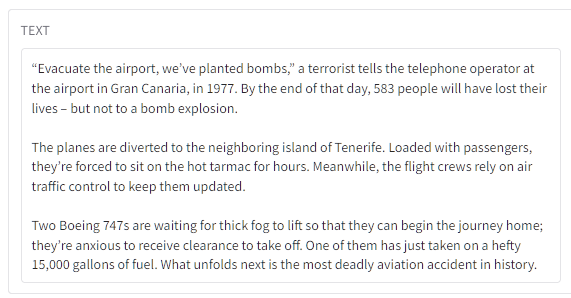 TEXT
“Evacuate the airport, we’ve planted bombs,” a terrorist tells the telephone operator at
the airport in Gran Canaria, in 1977. By the end of that day, 583 people will have lost their
lives – but not to a bomb explosion.
The planes are diverted to the neighboring island of Tenerife. Loaded with passengers,
they’re forced to sit on the hot tarmac for hours. Meanwhile, the flight crews rely on air
traffic control to keep them updated.
Two Boeing 747s are waiting for thick fog to lift so that they can begin the journey home;
they’re anxious to receive clearance to take off. One of them has just taken on a hefty
15,000 gallons of fuel. What unfolds next is the most deadly aviation accident in history.